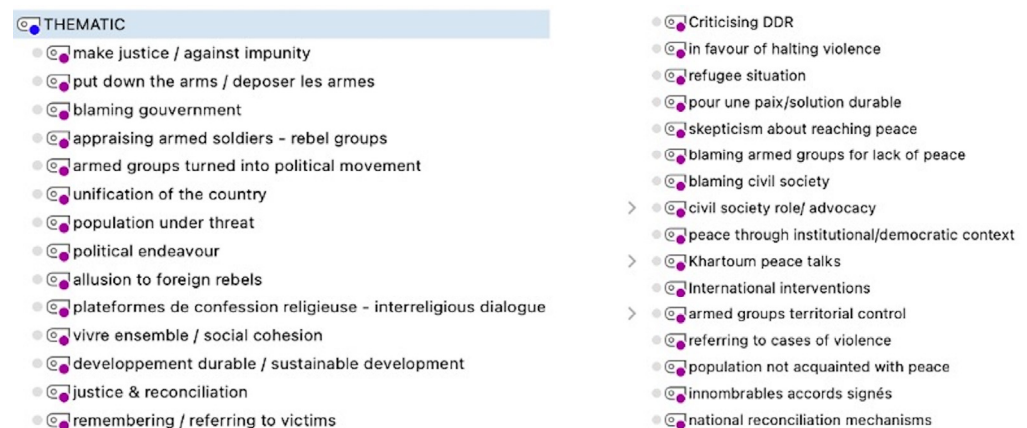 THEMATIC
make justice / against impunity
put down the arms / deposer les armes
blaming gouvernment
appraising armed soldiers - rebel groups
armed groups turned into political movement
unification of the country
population under threat
political endeavour
allusion to foreign rebels
plateformes de confession religieuse - interreligious dialogue
vivre ensemble / social cohesion
developpement durable / sustainable development
justice & reconciliation
remembering / referring to victims
Criticising DDR
in favour of halting violence
refugee situation
pour une paix/solution durable
skepticism about reaching peace
blaming armed groups for lack of peace
blaming civil society
civil society role/ advocacy
peace through institutional/democratic context
Khartoum peace talks
International interventions
armed groups territorial control
referring to cases of violence
population not acquainted with peace
innombrables accords signés
national reconciliation mechanisms